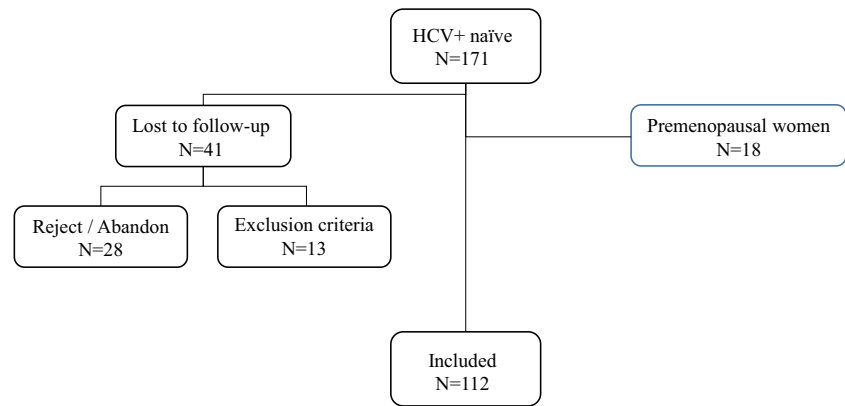 HCV+ naïve
N=171
Lost to follow-up
N=41
Premenopausal women
N=18
Reject / Abandon
N=28
Exclusion criteria
N=13
Included
N=112